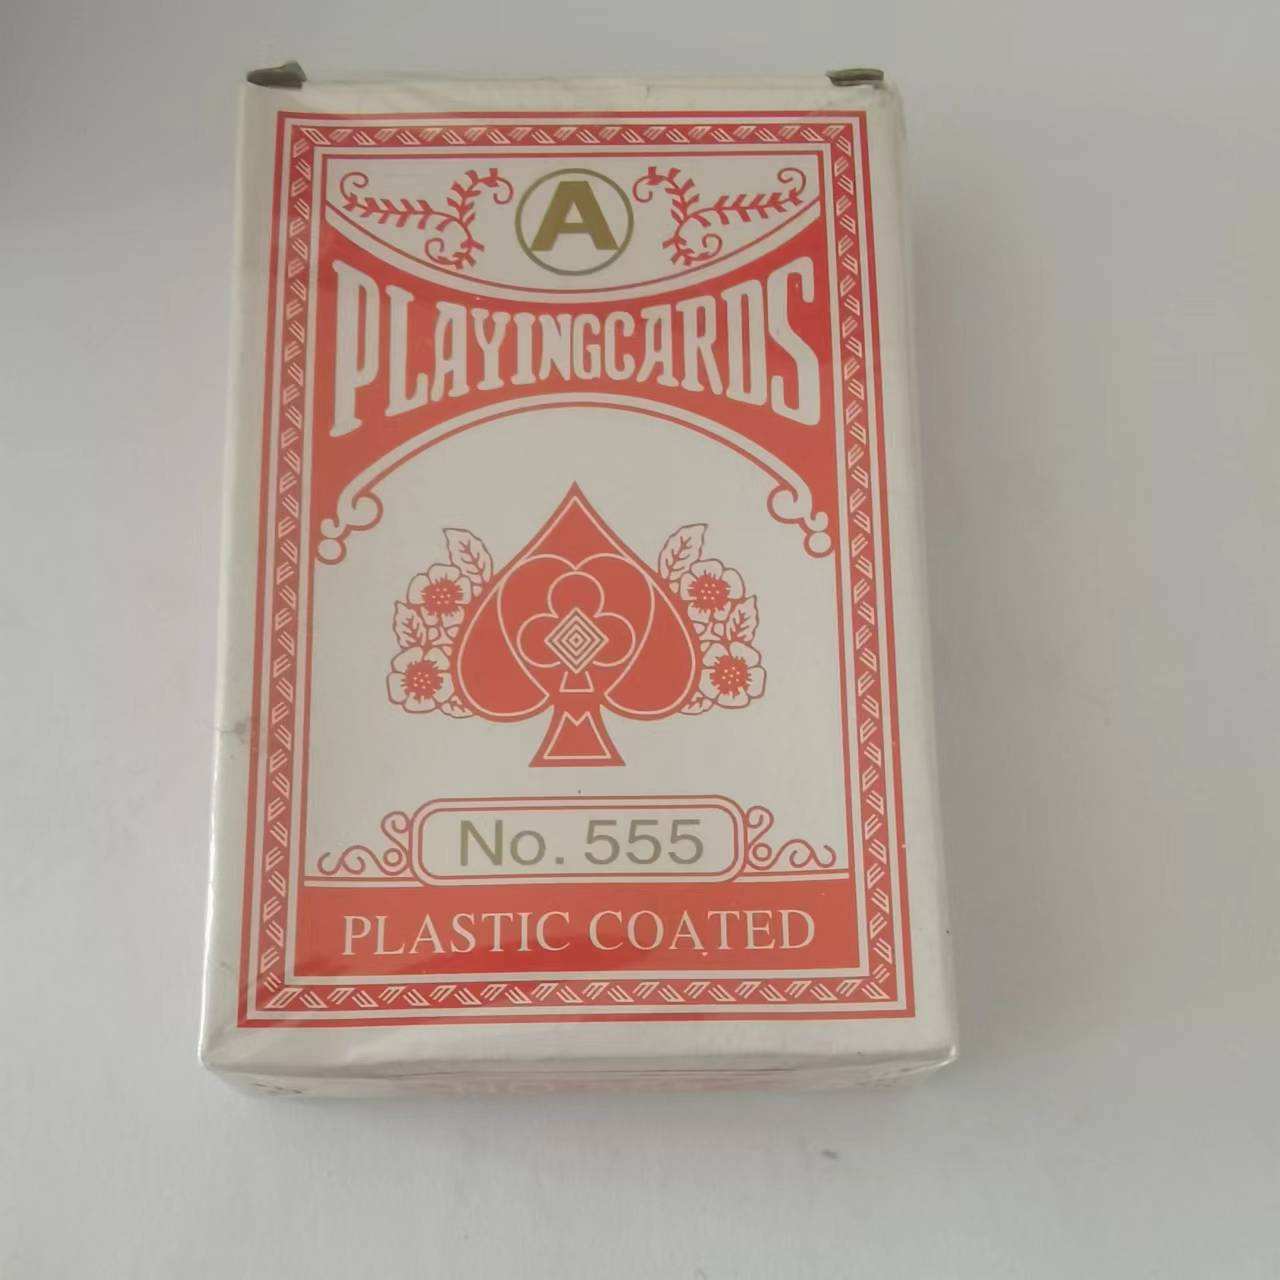 A
PLAYINGCARDS
No. 555
PLASTIC COATED